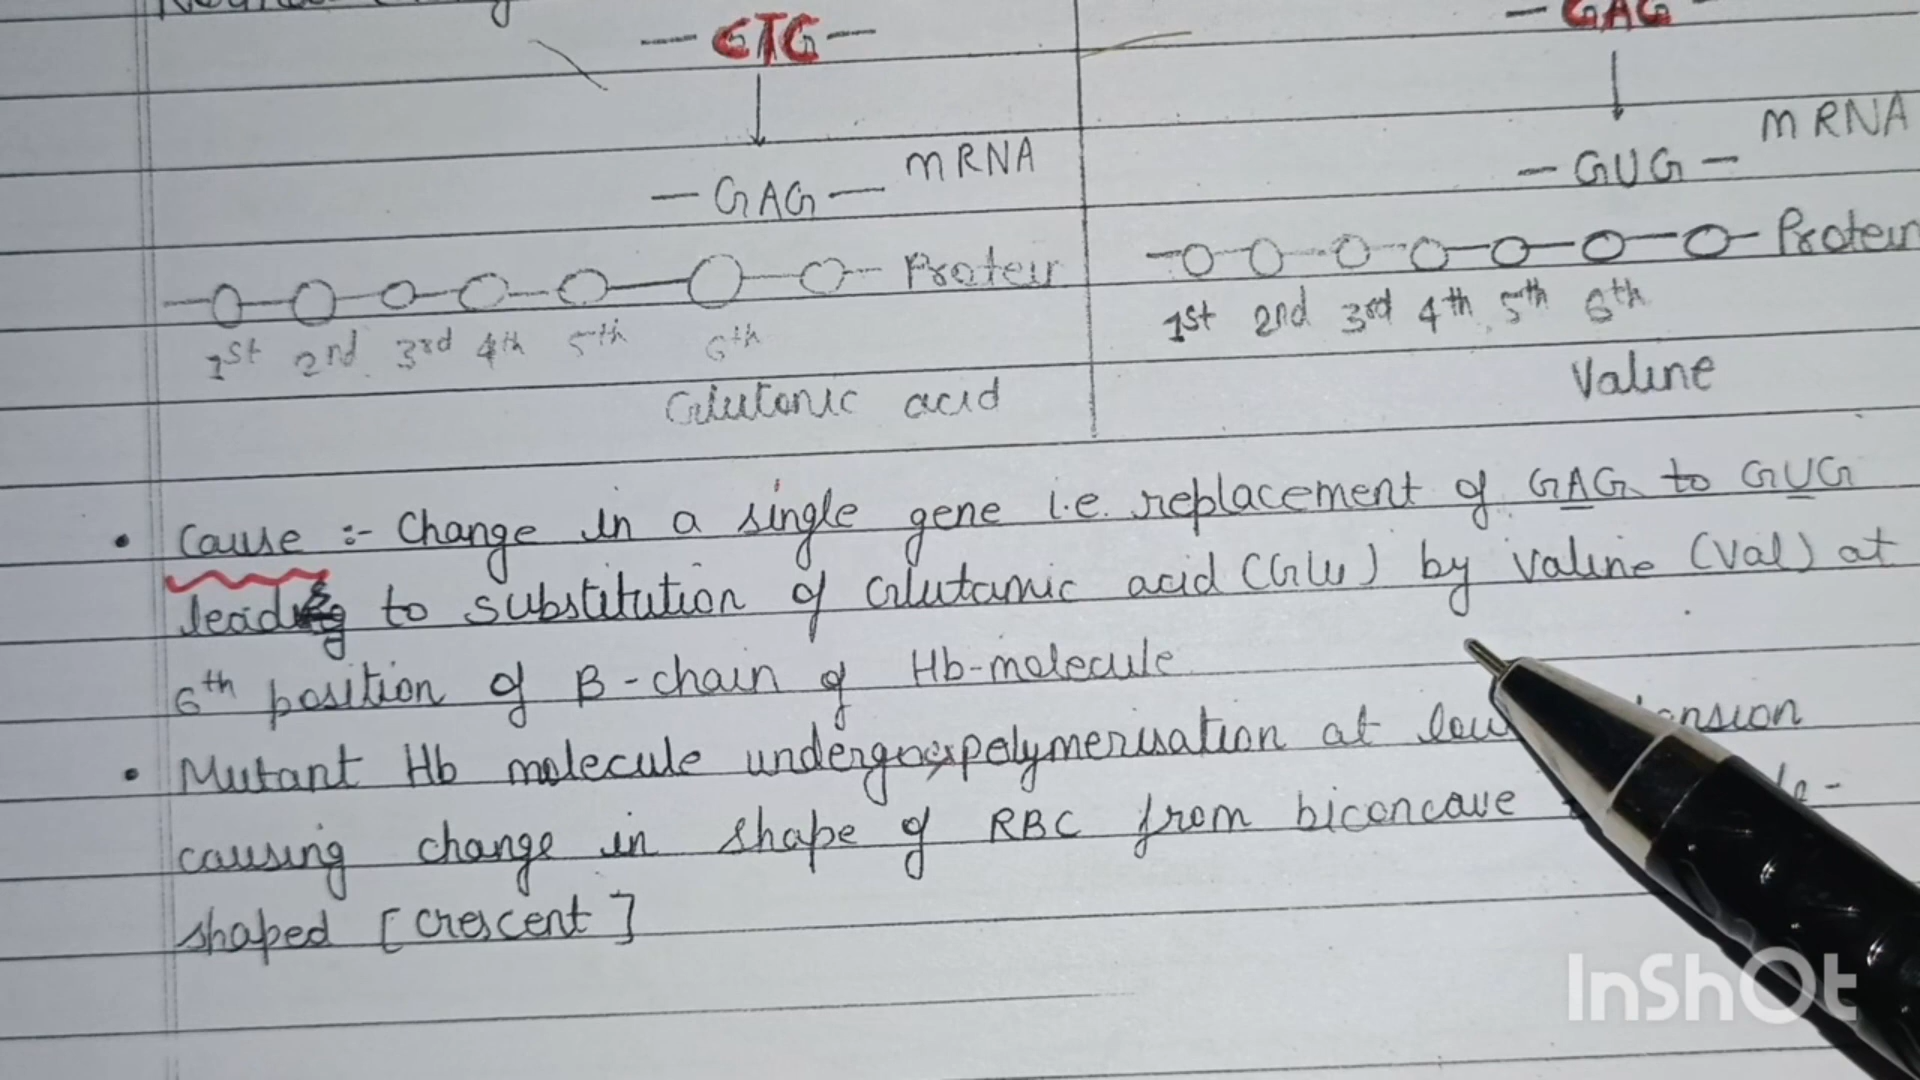 — GTG —
— GAG —
mRNA
— GAG — mRNA
— GUG —
Protein
Protein
1st 2nd 3rd 4th 5th 6th
1st 2nd 3rd 4th 5th 6th
Glutanic acid
Valine
• Cause :- Change in a single gene i.e. replacement of GAG to GUG
leading to substitution of Glutamic acid (Glu) by Valine (Val) at
6th position of B-chain of Hb-molecule
• Mutant Hb molecule undergoes polymerisation at low
causing change in shape of RBC from biconcave
shaped [Crescent]
InShOt